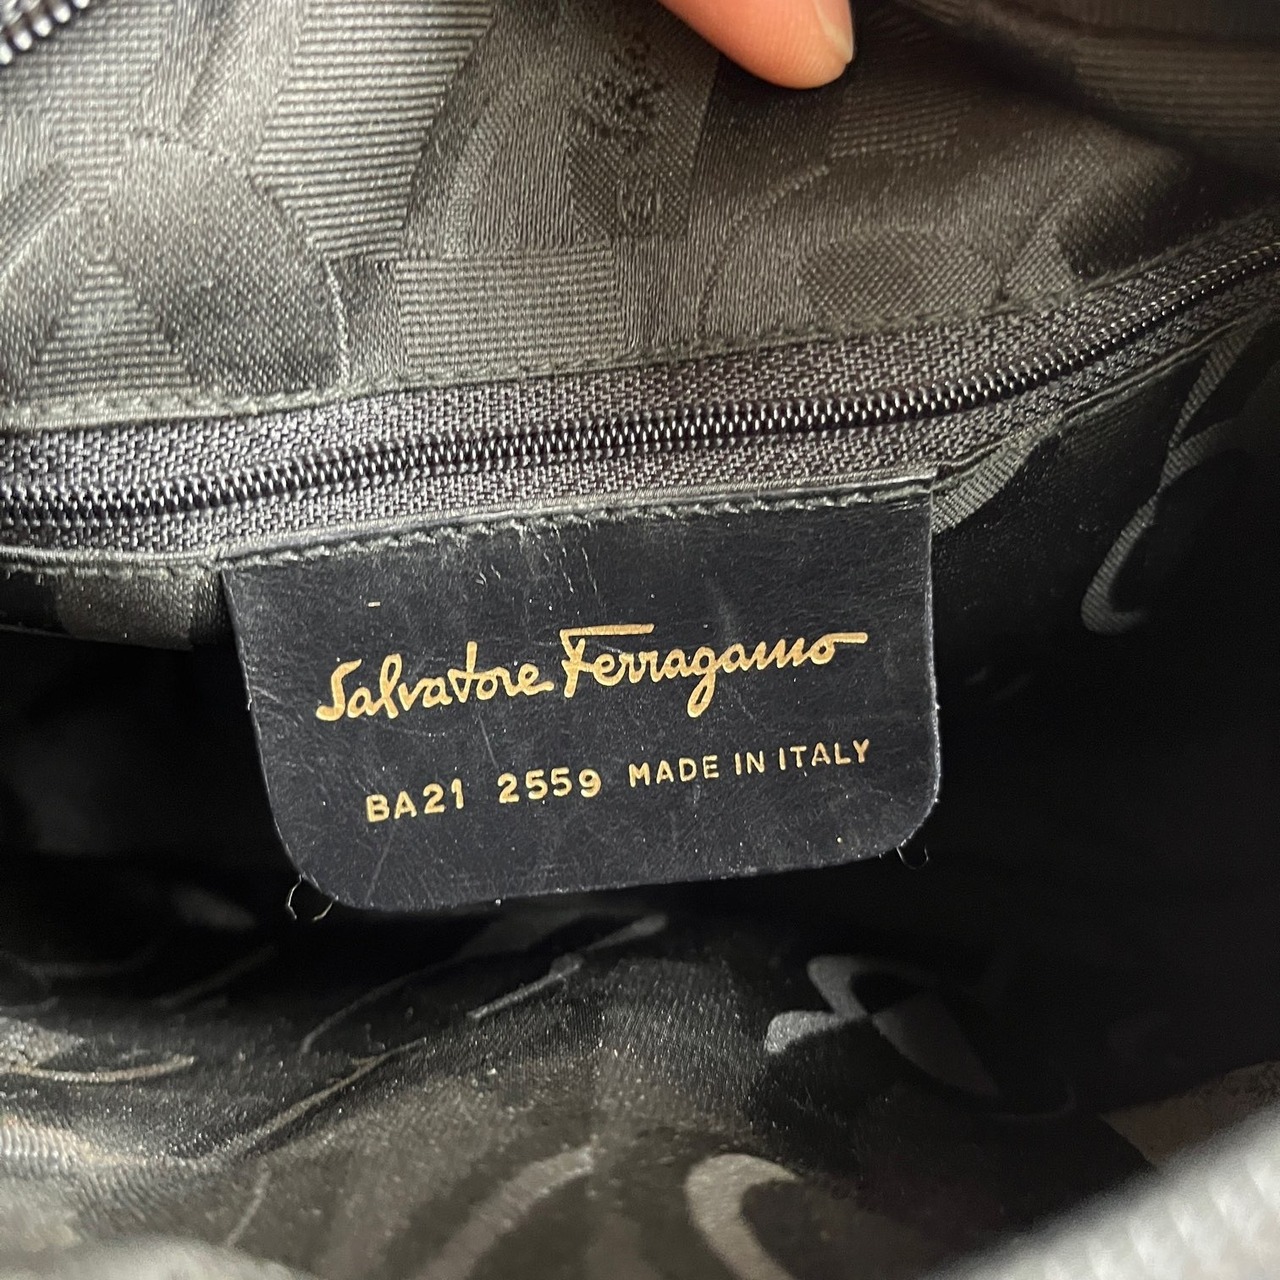 Salvatore Ferragamo
BA21 2559 MADE IN ITALY